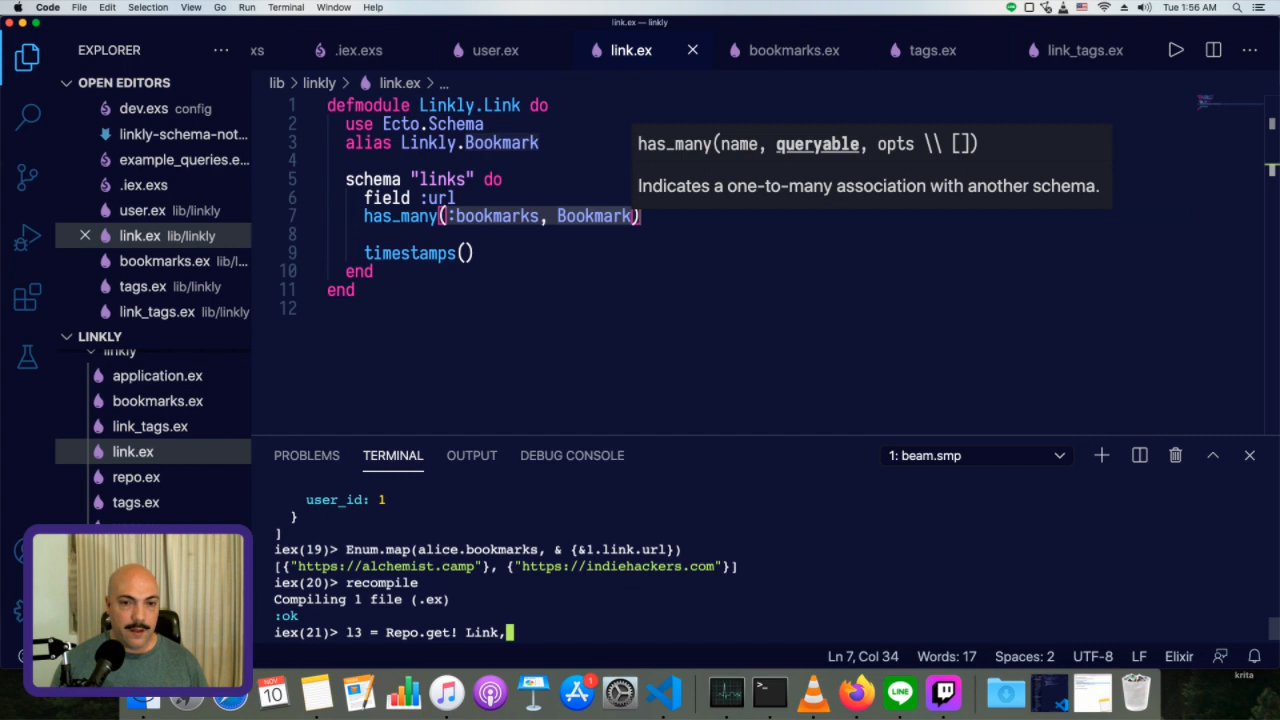 Code File Edit Selection View Go Run Terminal Window Help Tue 1:56 AM
link.ex — linkly
EXPLORER ···
xs .iex.exs user.ex link.ex bookmarks.ex tags.ex link_tags.ex ···
OPEN EDITORS
dev.exs config
linkly-schema-not...
example_queries.e...
.iex.exs
user.ex lib/linkly
link.ex lib/linkly
bookmarks.ex lib/l...
tags.ex lib/linkly
link_tags.ex lib/linkly
LINKLY
linkly
application.ex
bookmarks.ex
link_tags.ex
link.ex
repo.ex
tags.ex
lib > linkly > link.ex > ...
1 defmodule Linkly.Link do
2 use Ecto.Schema
3 alias Linkly.Bookmark
4
5 schema "links" do
6 field :url
7 has_many(:bookmarks, Bookmark)
8
9 timestamps()
10 end
11 end
12
has_many(name, queryable, opts \\ [])
Indicates a one-to-many association with another schema.
PROBLEMS TERMINAL OUTPUT DEBUG CONSOLE 1: beam.smp
user_id: 1
}
]
iex(19)> Enum.map(alice.bookmarks, & {&1.link.url})
[{"https://alchemist.camp"}, {"https://indiehackers.com"}]
iex(20)> recompile
Compiling 1 file (.ex)
:ok
iex(21)> l3 = Repo.get! Link,
Ln 7, Col 34 Words: 17 Spaces: 2 UTF-8 LF Elixir
NOV
10
1
LINE
krita